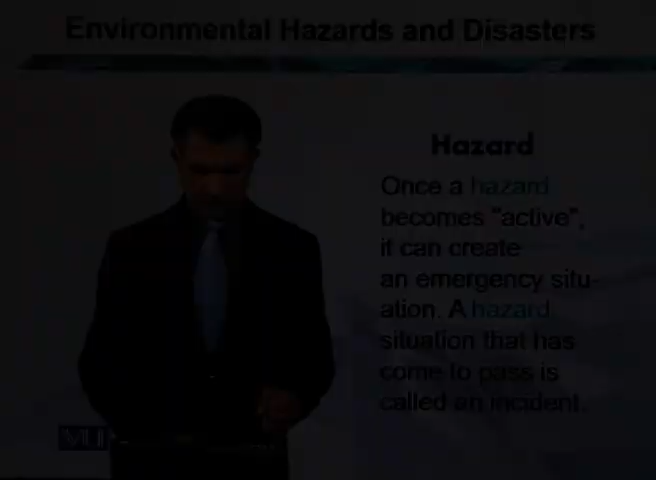 Environmental Hazards and Disasters
Hazard
Once a hazard
becomes "active",
it can create
an emergency situ-
ation. A hazard
situation that has
come to pass is
called an incident.